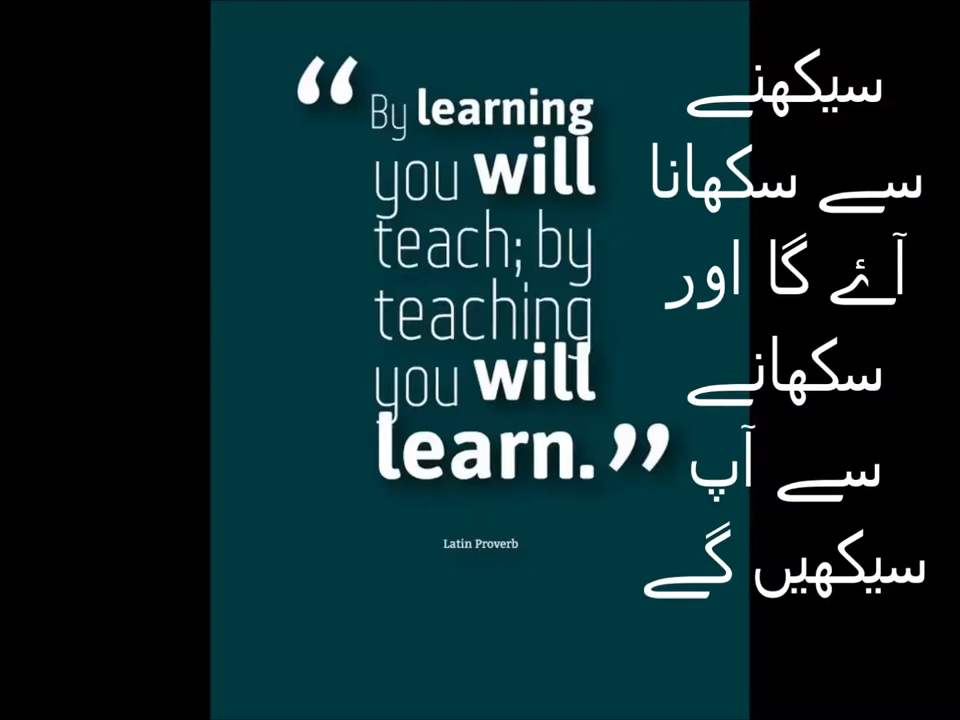 “By learning
you will
teach; by
teaching
you will
learn.”
Latin Proverb
سیکھنے
سے سکھانا
آۓ گا اور
سکھانے
سے آپ
سیکھیں گے